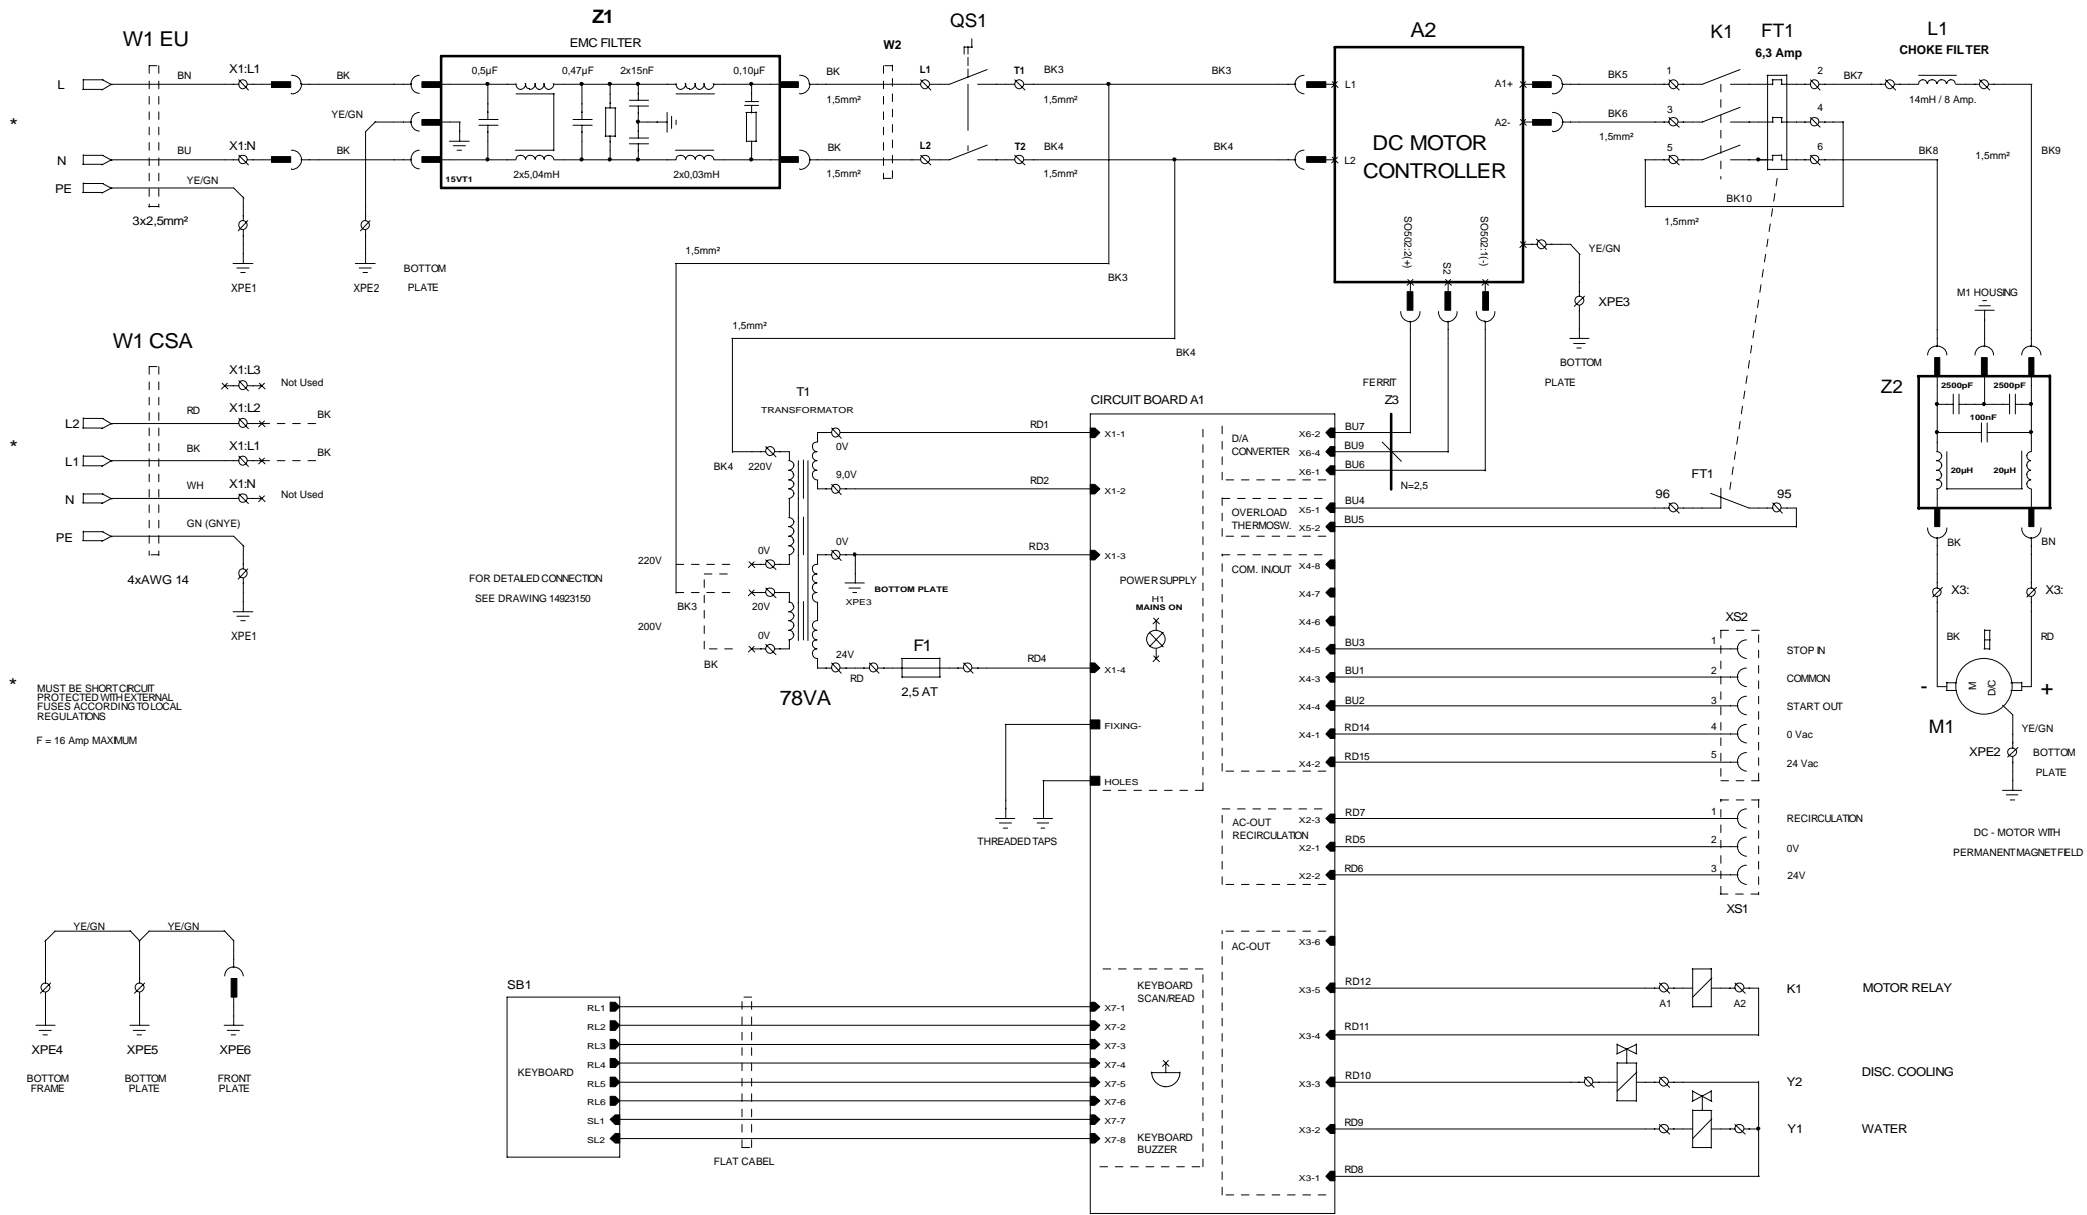 Z1
EMC FILTER
W1 EU
L
BN
X1:L1
BK
*
N
BU
X1:N
BK
PE
YE/GN
3x2,5mm²
XPE1
YE/GN
XPE2
BOTTOM
PLATE
0,5µF
0,47µF
2x15nF
0,10µF
15VT1
2x5,04mH
2x0,03mH
BK
1,5mm²
BK
1,5mm²
W2
QS1
L1
T1
L2
T2
BK3
1,5mm²
BK4
1,5mm²
BK3
BK4
1,5mm²
BK3
1,5mm²
BK4
A2
L1
L2
DC MOTOR
CONTROLLER
A1+
A2-
SO502:2(+)
S2
SO502:1(-)
YE/GN
XPE3
BOTTOM
PLATE
BK5
BK6
1,5mm²
K1
FT1
6,3 Amp
1
2
3
4
5
6
BK10
1,5mm²
BK7
BK8
1,5mm²
BK9
L1
CHOKE FILTER
14mH / 8 Amp.
M1 HOUSING
Z2
2500pF
2500pF
100nF
20µH
20µH
BK
BN
X3:
X3:
BK
RD
-
+
M
D/C
M1
YE/GN
XPE2
BOTTOM
PLATE
DC - MOTOR WITH
PERMANENT MAGNET FIELD
W1 CSA
X1:L3
Not Used
L2
RD
X1:L2
BK
*
L1
BK
X1:L1
BK
N
WH
X1:N
Not Used
PE
GN (GNYE)
4xAWG 14
XPE1
*
MUST BE SHORT CIRCUIT
PROTECTED WITH EXTERNAL
FUSES ACCORDING TO LOCAL
REGULATIONS
F = 16 Amp MAXIMUM
FOR DETAILED CONNECTION
SEE DRAWING 14923150
T1
TRANSFORMATOR
BK4
220V
0V
20V
0V
220V
BK3
200V
BK
0V
9,0V
0V
XPE3
BOTTOM PLATE
24V
RD
F1
2,5 AT
78VA
RD1
RD2
RD3
RD4
CIRCUIT BOARD A1
X1-1
X1-2
X1-3
X1-4
POWER SUPPLY
H1
MAINS ON
FIXING-
HOLES
THREADED TAPS
FERRIT
Z3
N=2,5
D/A
CONVERTER
X6-2
BU7
X6-4
BU9
X6-1
BU6
OVERLOAD
THERMOSW.
X5-1
BU4
X5-2
BU5
FT1
96
95
COM. IN.OUT
X4-8
X4-7
X4-6
X4-5
BU3
X4-3
BU1
X4-4
BU2
X4-1
RD14
X4-2
RD15
XS2
1
STOP IN
2
COMMON
3
START OUT
4
0 Vac
5
24 Vac
AC-OUT
RECIRCULATION
X2-3
RD7
X2-1
RD5
X2-2
RD6
1
RECIRCULATION
2
0V
3
24V
XS1
AC-OUT
X3-6
X3-5
RD12
A1
A2
K1
MOTOR RELAY
X3-4
RD11
X3-3
RD10
Y2
DISC. COOLING
X3-2
RD9
Y1
WATER
X3-1
RD8
YE/GN
YE/GN
XPE4
XPE5
XPE6
BOTTOM
FRAME
BOTTOM
PLATE
FRONT
PLATE
SB1
KEYBOARD
RL1
RL2
RL3
RL4
RL5
RL6
SL1
SL2
FLAT CABEL
X7-1
X7-2
X7-3
X7-4
X7-5
X7-6
X7-7
X7-8
KEYBOARD
SCAN/READ
KEYBOARD
BUZZER